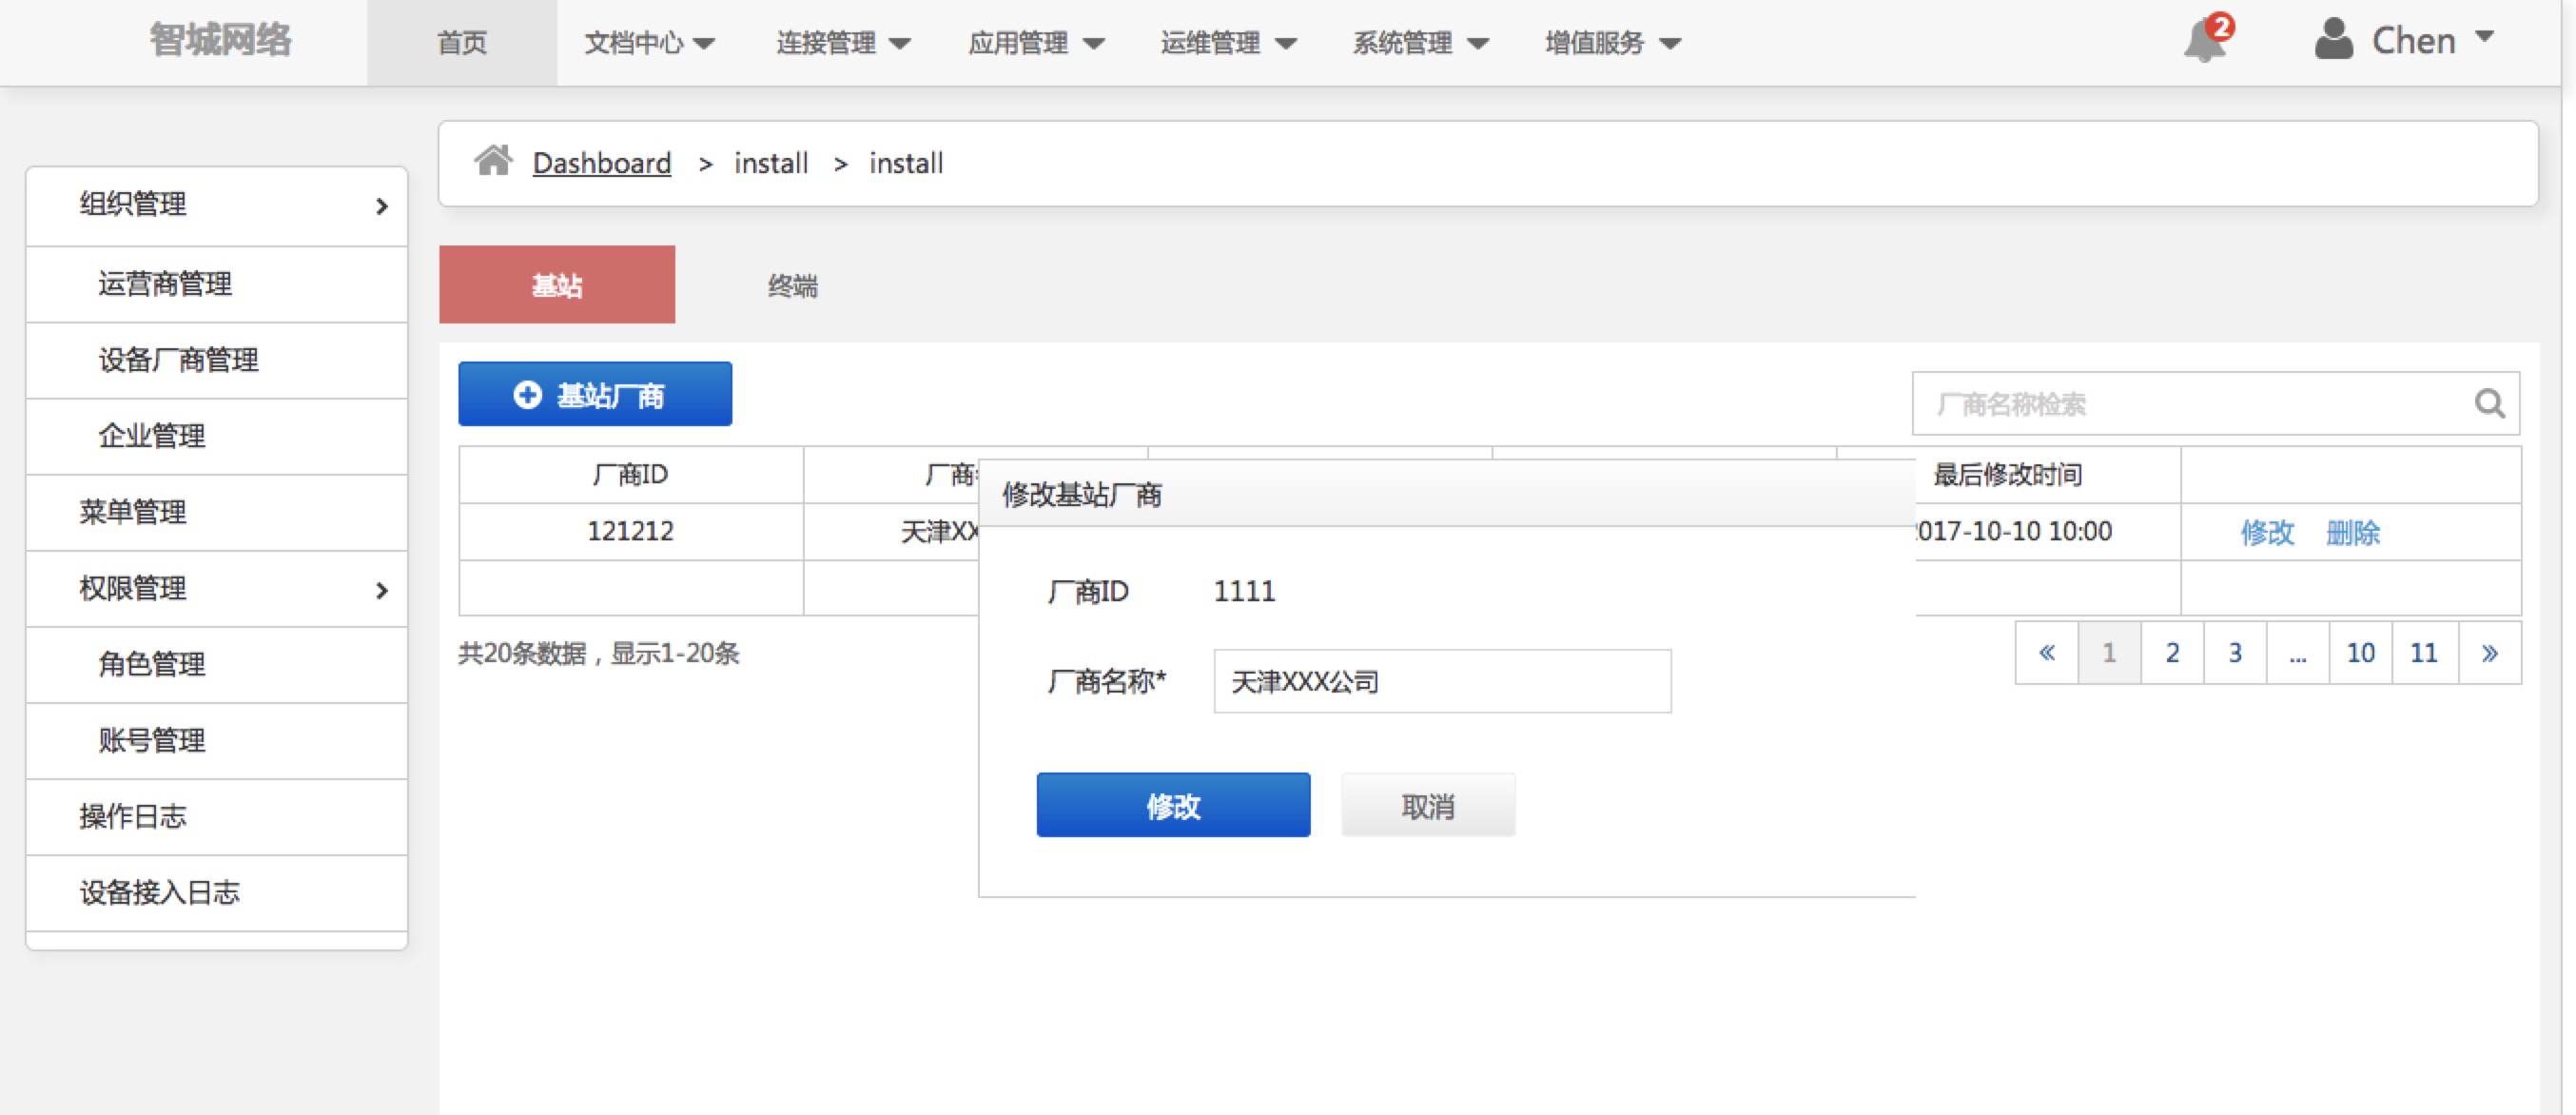 智城网络 首页 文档中心 连接管理 应用管理 运维管理 系统管理 增值服务 2 Chen
Dashboard > install > install
组织管理
运营商管理
设备厂商管理
企业管理
菜单管理
权限管理
角色管理
账号管理
操作日志
设备接入日志
基站 终端
基站厂商 厂商名称检索
厂商ID 厂商 最后修改时间
121212 天津XX 017-10-10 10:00 修改 删除
共20条数据，显示1-20条 « 1 2 3 ... 10 11 »
修改基站厂商
厂商ID 1111
厂商名称* 天津XXX公司
修改 取消